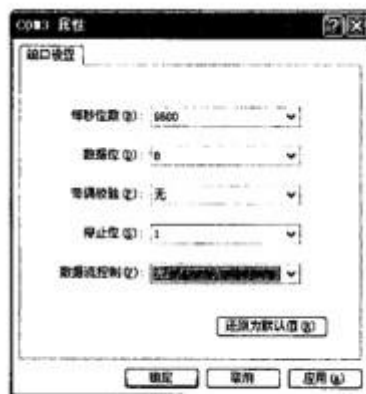 COM3 属性
端口设置
每秒位数(B): 9600
数据位(D): 8
奇偶校验(P): 无
停止位(S): 1
数据流控制(F):
还原为默认值(R)
确定 取消 应用(A)